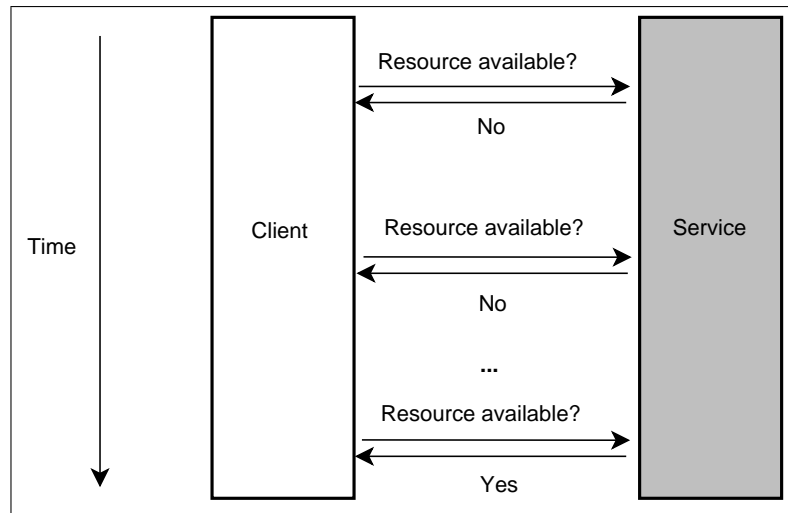 Resource available?
No
Time
Client
Resource available?
Service
No
...
Resource available?
Yes